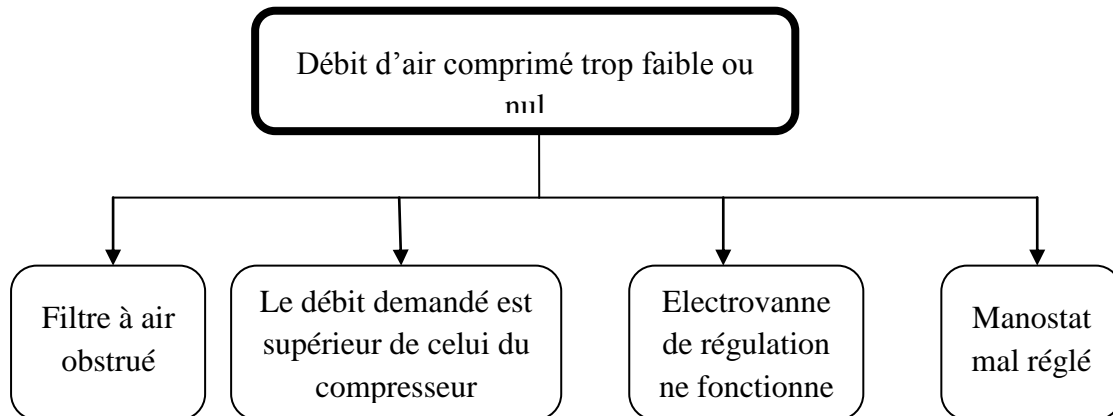 Débit d'air comprimé trop faible ou
nul
Filtre à air
obstrué
Le débit demandé est
supérieur de celui du
compresseur
Electrovanne
de régulation
ne fonctionne
Manostat
mal réglé